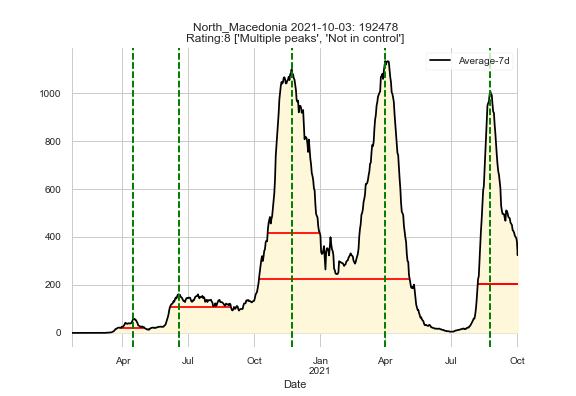 North_Macedonia 2021-10-03: 192478
Rating:8 ['Multiple peaks', 'Not in control']
Average-7d
1000
800
600
400
200
0
Apr
Jul
Oct
Jan
2021
Apr
Jul
Oct
Date